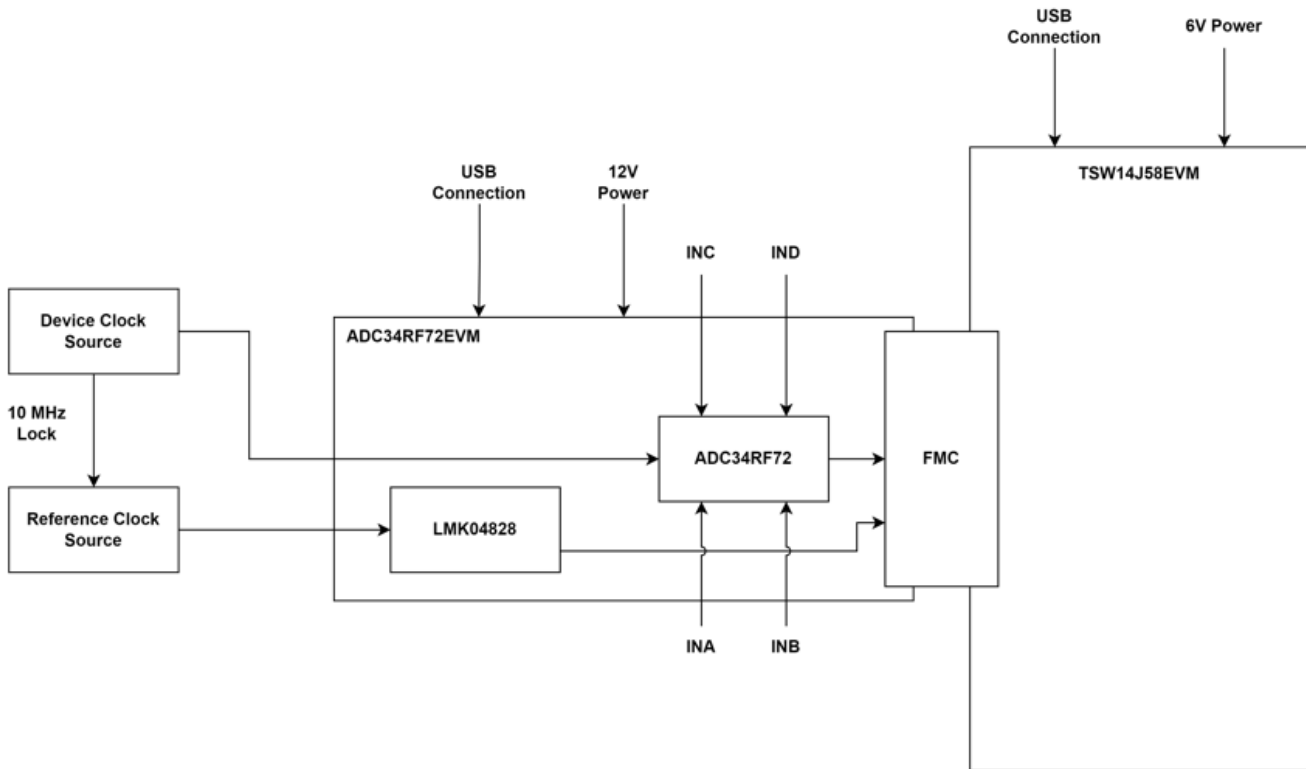 USB
Connection
6V Power
TSW14J58EVM
USB
Connection
12V
Power
INC
IND
Device Clock
Source
ADC34RF72EVM
10 MHz
Lock
ADC34RF72
FMC
Reference Clock
Source
LMK04828
INA
INB